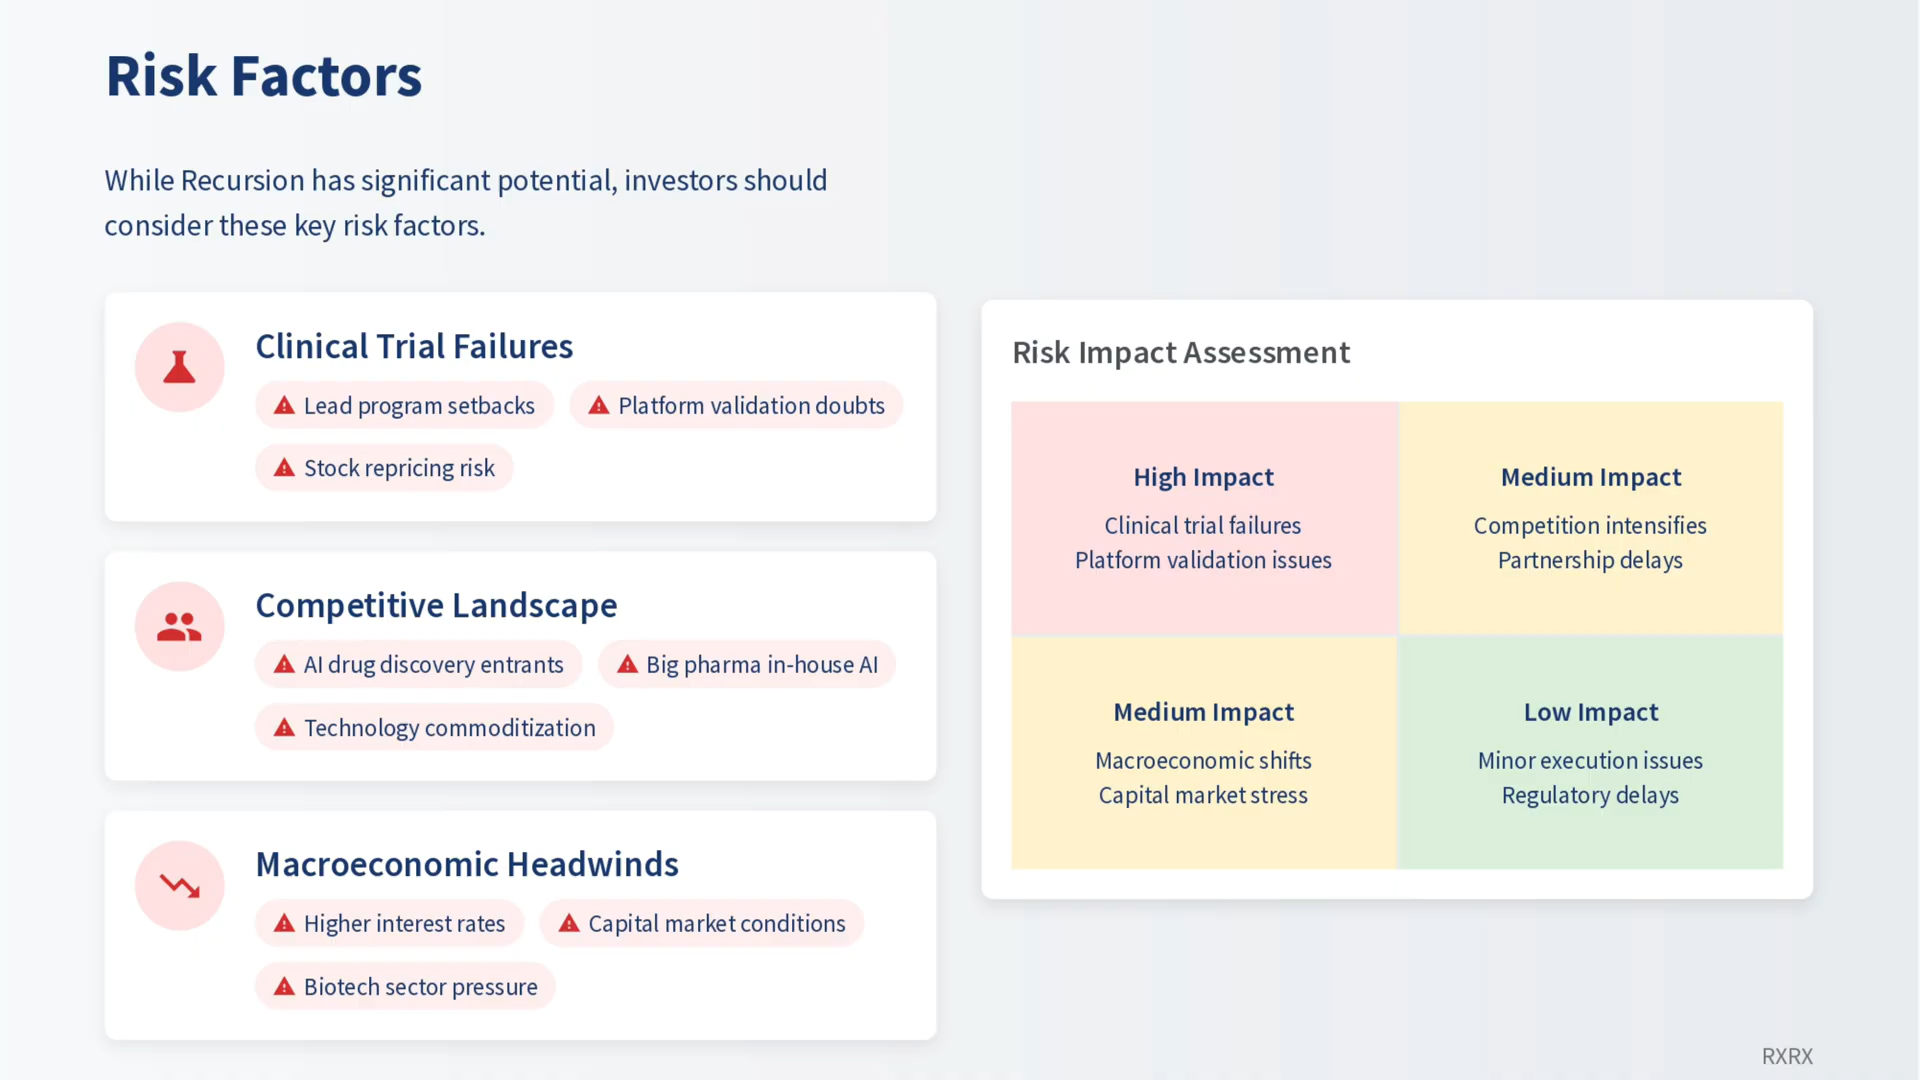 Risk Factors
While Recursion has significant potential, investors should
consider these key risk factors.
Clinical Trial Failures
Lead program setbacks
Platform validation doubts
Stock repricing risk
Competitive Landscape
AI drug discovery entrants
Big pharma in-house AI
Technology commoditization
Macroeconomic Headwinds
Higher interest rates
Capital market conditions
Biotech sector pressure
Risk Impact Assessment
High Impact
Clinical trial failures
Platform validation issues
Medium Impact
Competition intensifies
Partnership delays
Medium Impact
Macroeconomic shifts
Capital market stress
Low Impact
Minor execution issues
Regulatory delays
RXRX